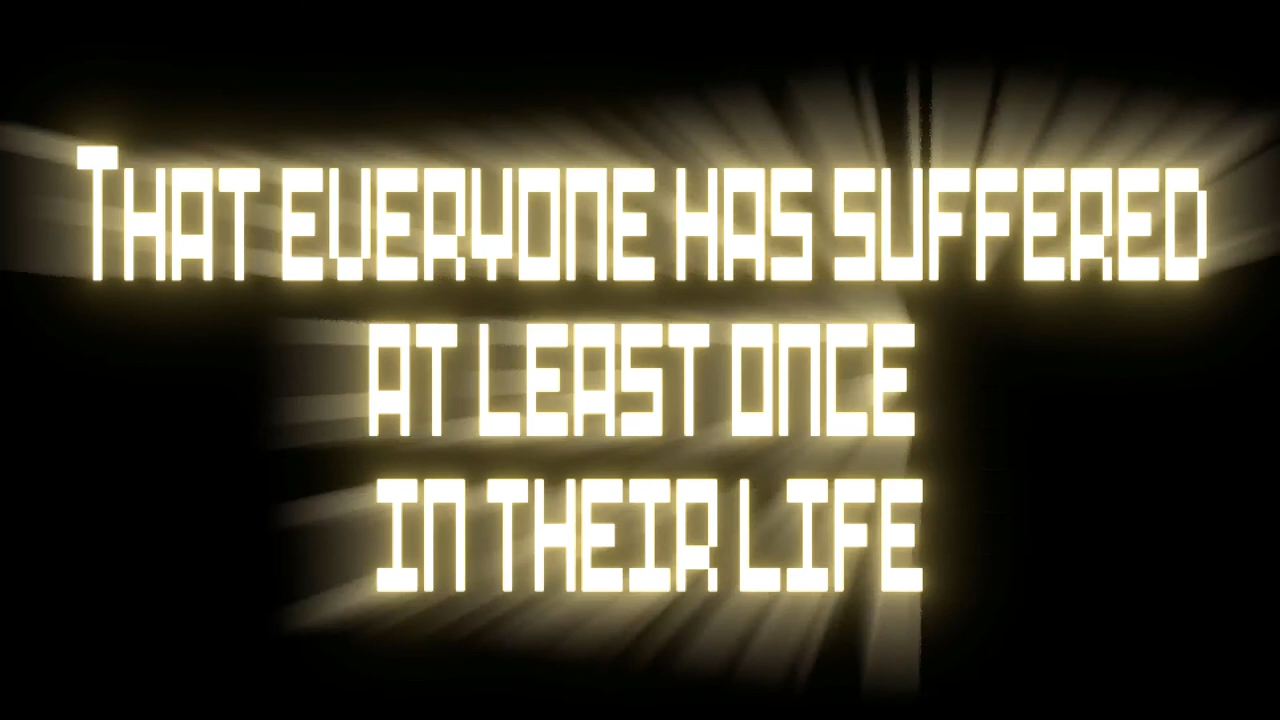 That everyone has suffered
at least once
in their life